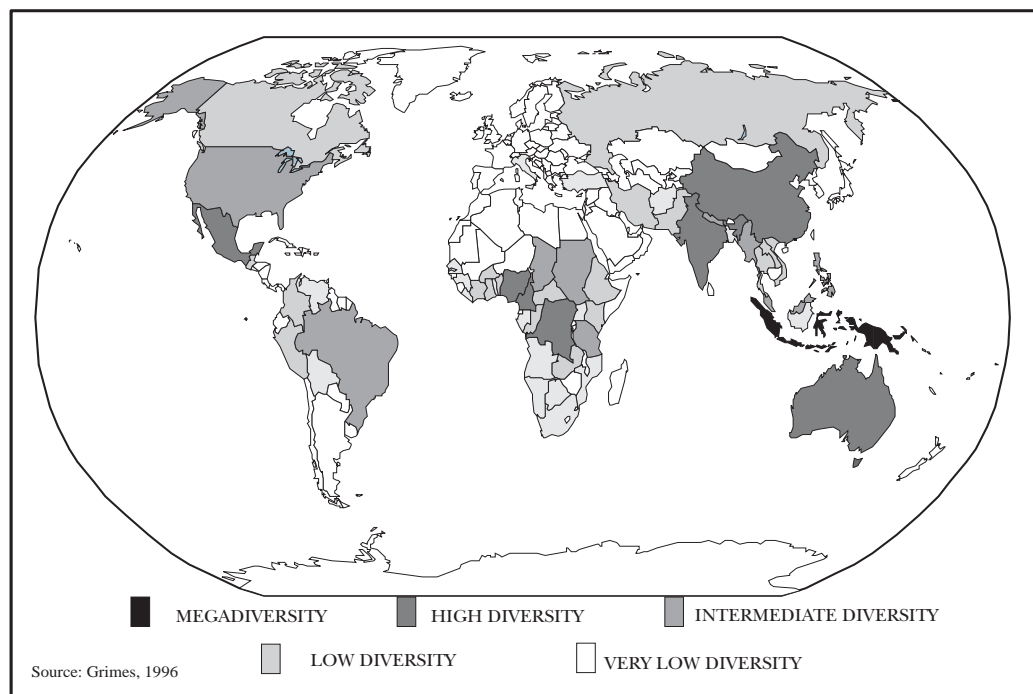 MEGADIVERSITY HIGH DIVERSITY INTERMEDIATE DIVERSITY
LOW DIVERSITY VERY LOW DIVERSITY
Source: Grimes, 1996